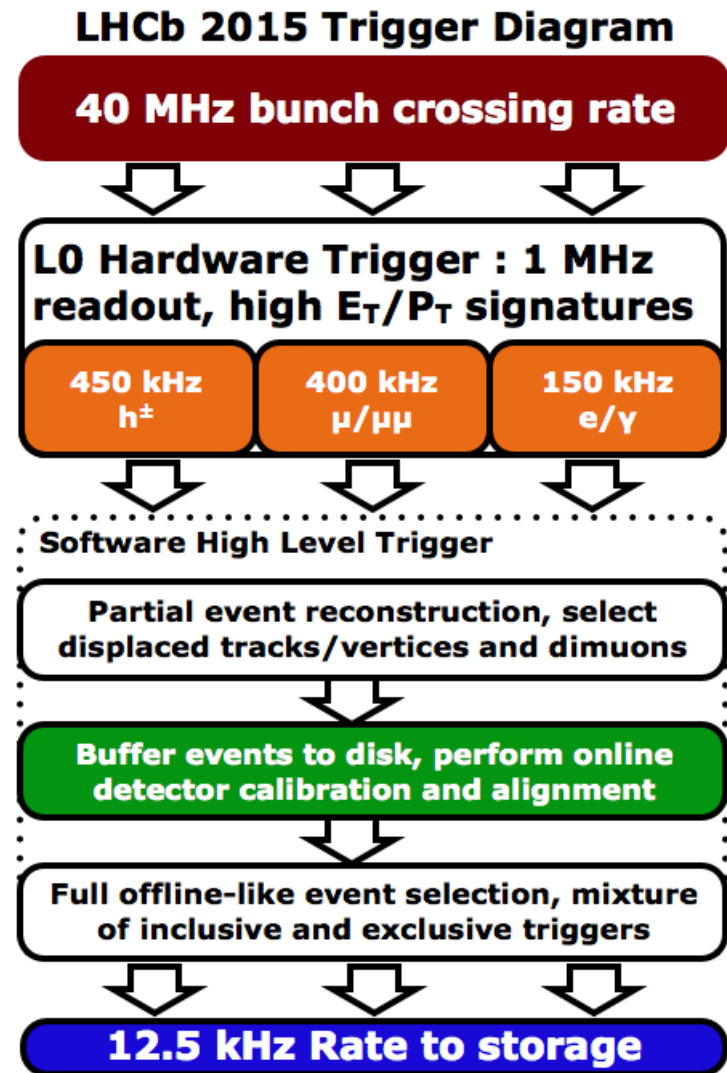 LHCb 2015 Trigger Diagram
40 MHz bunch crossing rate
L0 Hardware Trigger : 1 MHz
readout, high E_T/P_T signatures
450 kHz
h±
400 kHz
μ/μμ
150 kHz
e/γ
Software High Level Trigger
Partial event reconstruction, select
displaced tracks/vertices and dimuons
Buffer events to disk, perform online
detector calibration and alignment
Full offline-like event selection, mixture
of inclusive and exclusive triggers
12.5 kHz Rate to storage